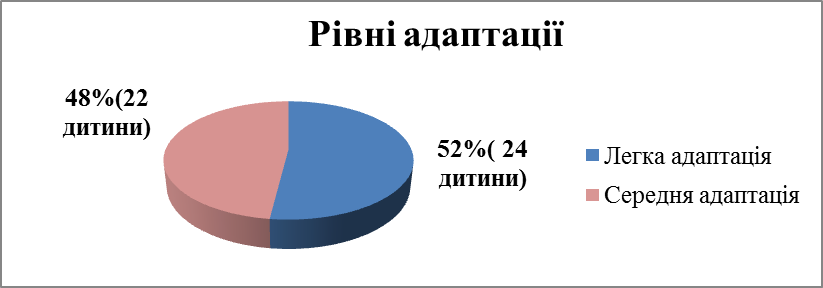 Рівні адаптації
48%(22
дитини)
52%( 24
дитини)
Легка адаптація
Середня адаптація